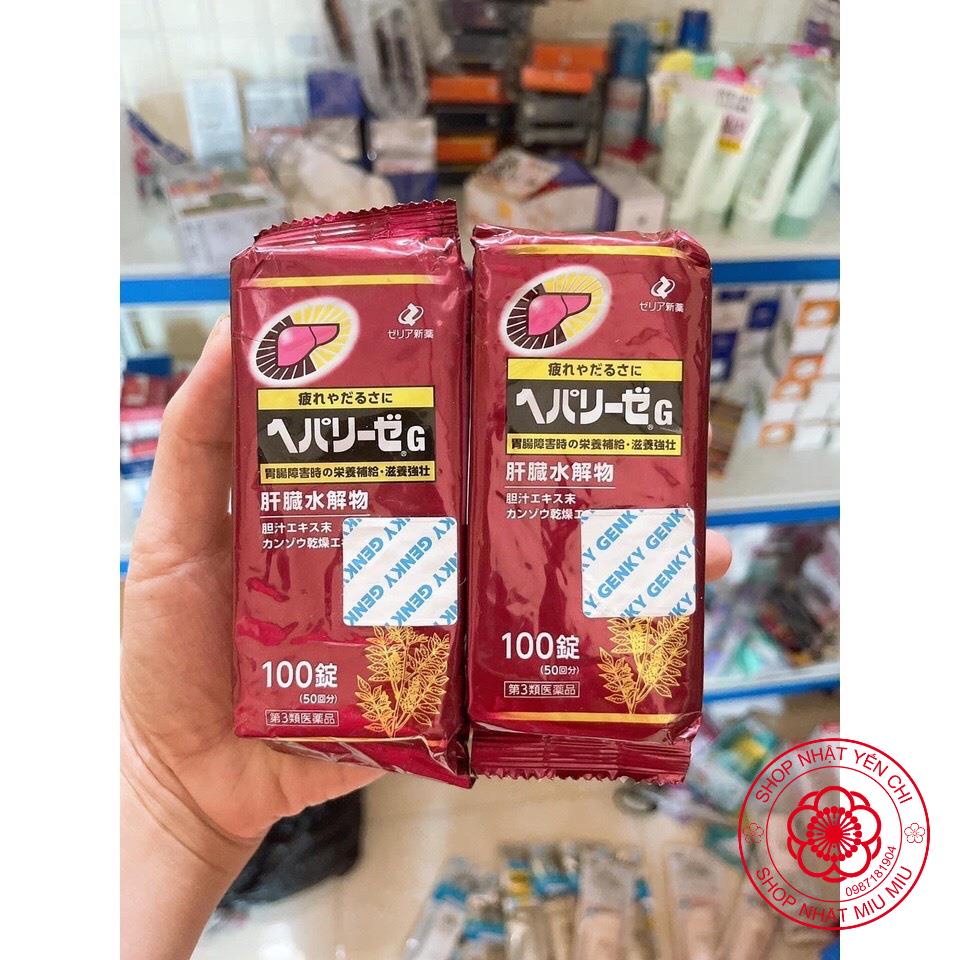 ゼリア新薬
疲れやだるさに
ヘパリーゼG
®
胃腸障害時の栄養補給・滋養強壮
肝臓水解物
胆汁エキス末
カンゾウ乾燥エキ
GENKY GENKY
100錠
(50回分)
第3類医薬品
ゼリア新薬
疲れやだるさに
ヘパリーゼG
®
胃腸障害時の栄養補給・滋養強壮
肝臓水解物
胆汁エキス末
カンゾウ乾燥エ
GENKY GENKY
100錠
(50回分)
第3類医薬品
SHOP NHẬT YẾN CHI
0987181904
SHOP NHẬT MIU MIU